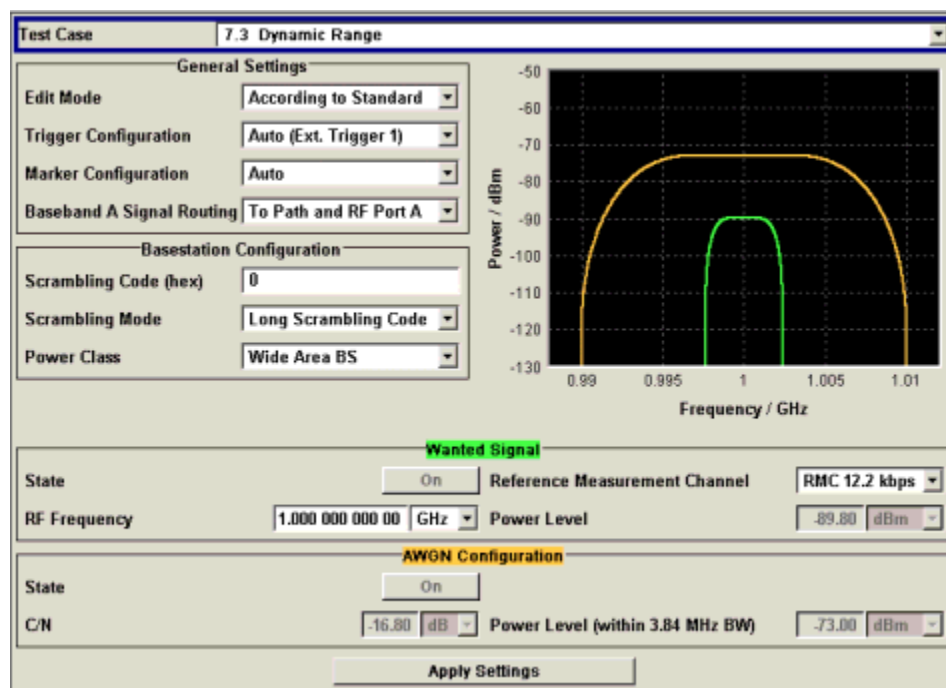 Test Case 7.3 Dynamic Range
General Settings
Edit Mode According to Standard
Trigger Configuration Auto (Ext. Trigger 1)
Marker Configuration Auto
Baseband A Signal Routing To Path and RF Port A
Basestation Configuration
Scrambling Code (hex) 0
Scrambling Mode Long Scrambling Code
Power Class Wide Area BS
Power / dBm
-50
-60
-70
-80
-90
-100
-110
-120
-130
0.99 0.995 1 1.005 1.01
Frequency / GHz
Wanted Signal
State On Reference Measurement Channel RMC 12.2 kbps
RF Frequency 1.000 000 000 00 GHz Power Level -89.80 dBm
AWGN Configuration
State On
C/N -16.80 dB Power Level (within 3.84 MHz BW) -73.00 dBm
Apply Settings